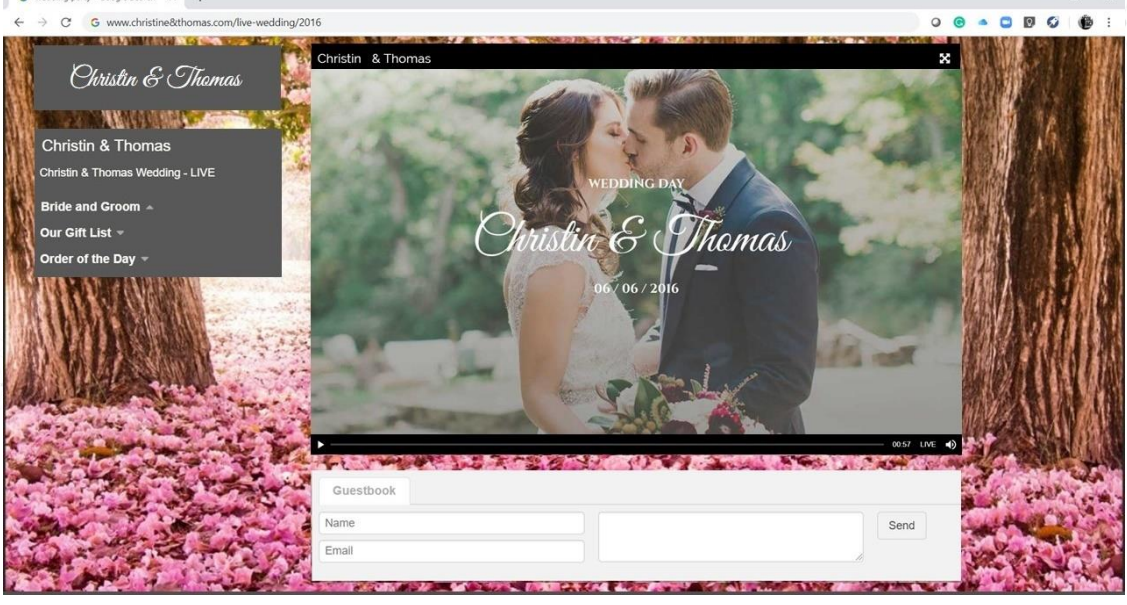 www.christine&thomas.com/live-wedding/2016
Christin & Thomas
Christin & Thomas
Christin & Thomas Wedding - LIVE
Bride and Groom
Our Gift List
Order of the Day
Christin & Thomas
WEDDING DAY
Christin & Thomas
06 / 06 / 2016
00:57 LIVE
Guestbook
Name
Email
Send